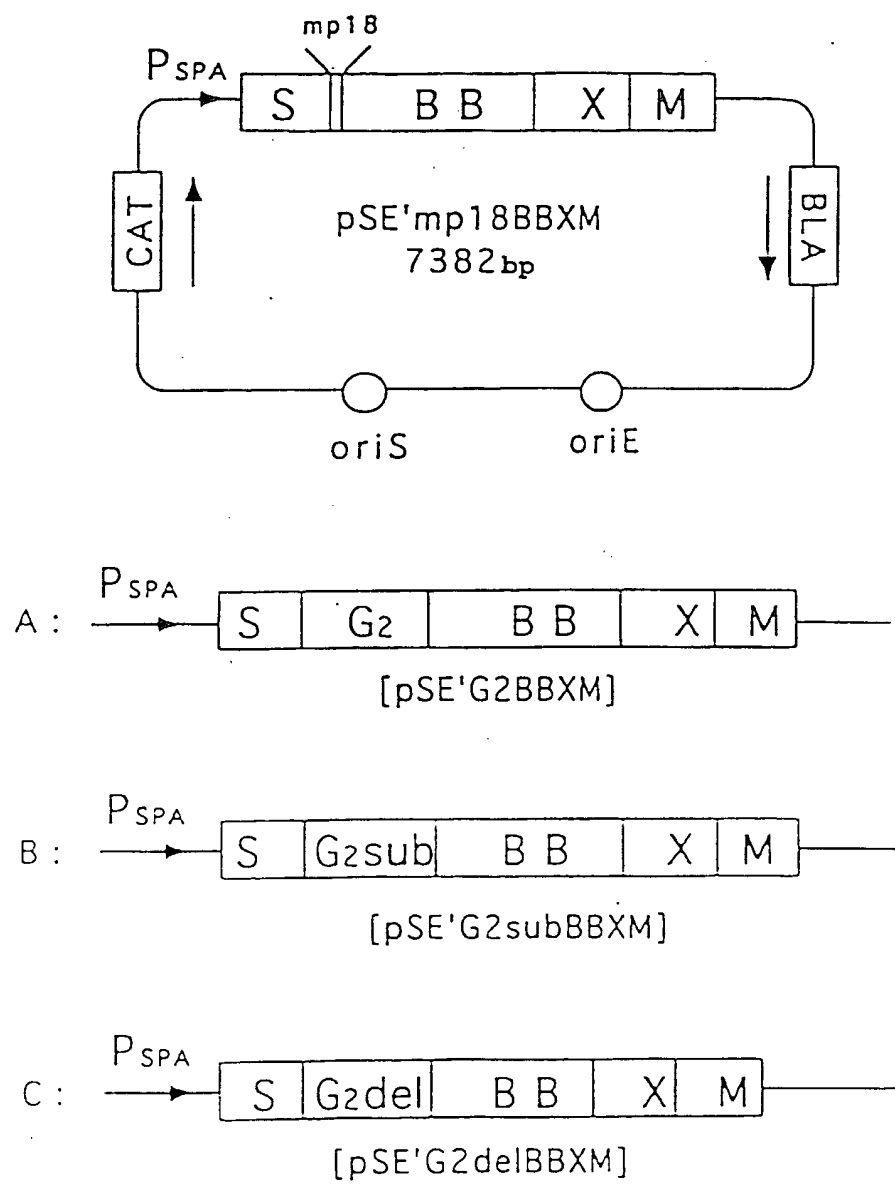 mp18
PSPA
S BB X M
CAT
BLA
pSE'mp18BBXM
7382bp
oriS
oriE
PSPA
A: S G2 BB X M
[pSE'G2BBXM]
PSPA
B: S G2sub BB X M
[pSE'G2subBBXM]
PSPA
C: S G2del BB X M
[pSE'G2delBBXM]